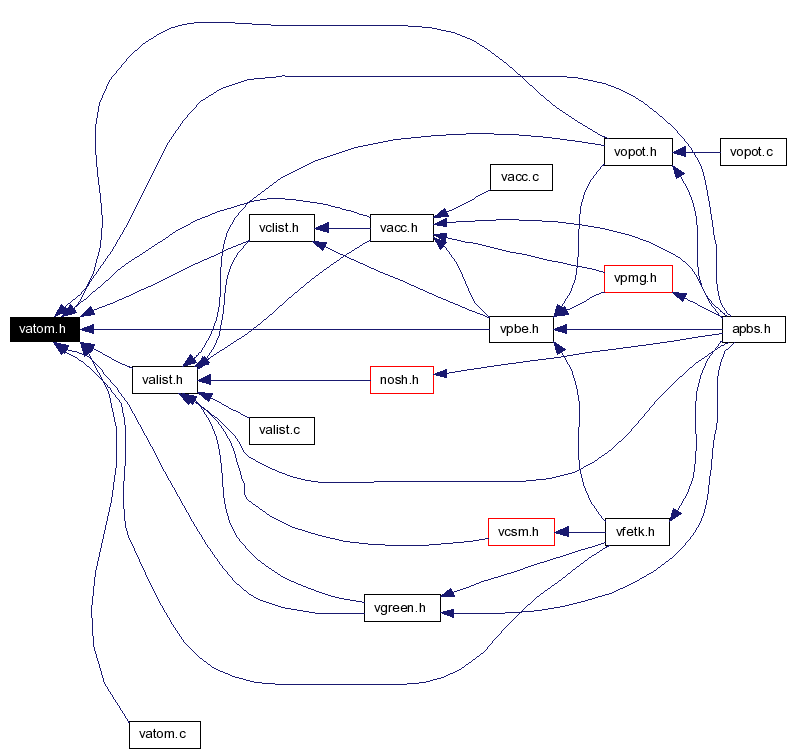 vopot.h
vopot.c
vacc.c
vclist.h
vacc.h
vpmg.h
vatom.h
vpbe.h
apbs.h
valist.h
nosh.h
valist.c
vcsm.h
vfetk.h
vgreen.h
vatom.c